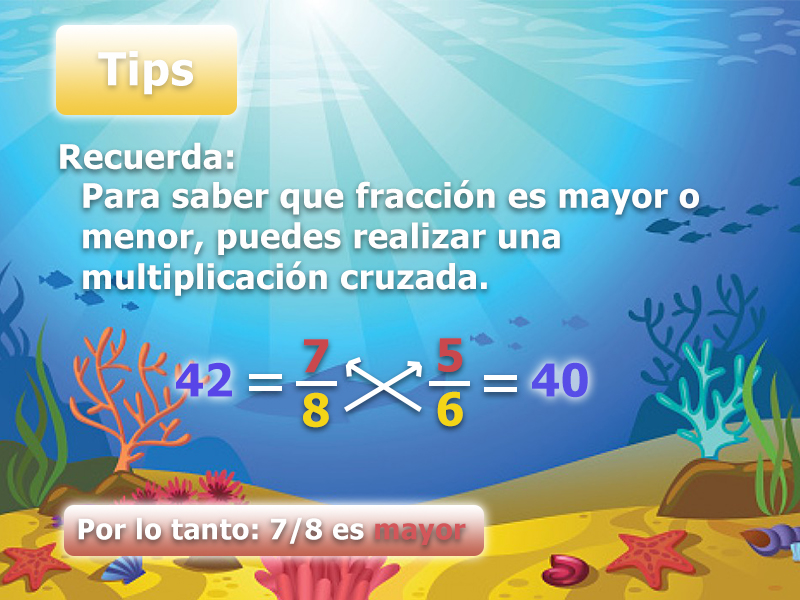 Tips
Recuerda:
Para saber que fracción es mayor o
menor, puedes realizar una
multiplicación cruzada.
42 = 7/8 5/6 = 40
Por lo tanto: 7/8 es mayor